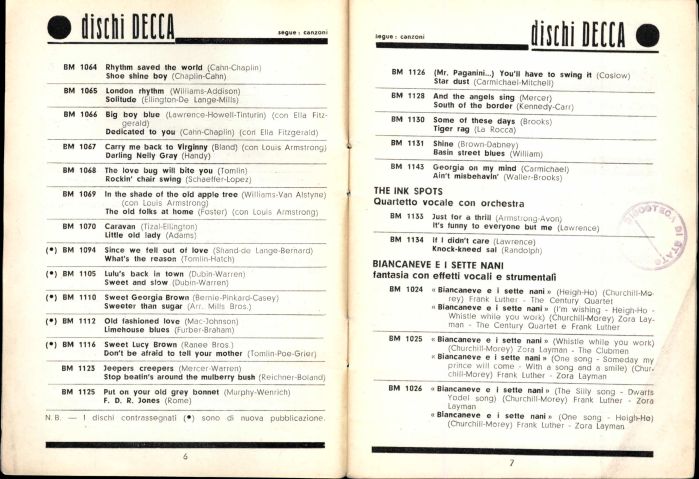 dischi DECCA
segue: canzoni
BM 1064 Rhythm saved the world (Cahn-Chaplin)
Shoe shine boy (Chaplin-Cahn)
BM 1065 London rhythm (Williams-Addison)
Solitude (Ellington-De Lange-Mills)
BM 1066 Big boy blue (Lawrence-Howell-Tinturin) (con Ella Fitz-
gerald)
Dedicated to you (Cahn-Chaplin) (con Ella Fitzgerald)
BM 1067 Carry me back to Virginny (Bland) (con Louis Armstrong)
Darling Nelly Gray (Handy)
BM 1068 The love bug will bite you (Tomlin)
Rockin' chair swing (Schaeffer-Lopez)
BM 1069 In the shade of the old apple tree (Williams-Van Alstyne)
(con Louis Armstrong)
The old folks at home (Foster) (con Louis Armstrong)
BM 1070 Caravan (Tizal-Ellington)
Little old lady (Adams)
(•) BM 1094 Since we fell out of love (Shand-de Lange-Bernard)
What's the reason (Tomlin-Hatch)
(•) BM 1105 Lulu's back in town (Dubin-Warren)
Sweet and slow (Dubin-Warren)
(•) BM 1110 Sweet Georgia Brown (Bernie-Pinkard-Casey)
Sweeter than sugar (Arr. Mills Bros.)
(•) BM 1112 Old fashioned love (Mac-Johnson)
Limehouse blues (Furber-Braham)
(•) BM 1116 Sweet Lucy Brown (Ranee Bros.)
Don't be afraid to tell your mother (Tomlin-Poe-Grier)
BM 1123 Jeepers creepers (Mercer-Warren)
Stop beatin's around the mulberry bush (Reichner-Boland)
BM 1125 Put on your old grey bonnet (Murphy-Wenrich)
F. D. R. Jones (Rome)
N.B. — I dischi contrassegnati (•) sono di nuova pubblicazione.
6
segue: canzoni
dischi DECCA
BM 1126 (Mr. Paganini...) You'll have to swing it (Coslow)
Star dust (Carmichael-Mitchell)
BM 1128 And the angels sing (Mercer)
South of the border (Kennedy-Carr)
BM 1130 Some of these days (Brooks)
Tiger rag (La Rocca)
BM 1131 Shine (Brown-Dabney)
Basin street blues (William)
BM 1143 Georgia on my mind (Carmichael)
Ain't misbehavin' (Waller-Brooks)
THE INK SPOTS
Quartetto vocale con orchestra
BM 1133 Just for a thrill (Armstrong-Avon)
It's funny to everyone but me (Lawrence)
BM 1134 If I didn't care (Lawrence)
Knock-kneed sal (Randolph)
DISCOTECA DI STATO
BIANCANEVE E I SETTE NANI
fantasia con effetti vocali e strumentali
BM 1024 « Biancaneve e i sette nani » (Heigh-Ho) (Churchill-Mo-
rey) Frank Luther - The Century Quartet
« Biancaneve e i sette nani » (I'm wishing - Heigh-Ho -
Whistle while you work) (Churchill-Morey) Zora Lay-
man - The Century Quartet e Frank Luther
BM 1025 « Biancaneve e i sette nani » (Whistle while you work)
(Churchill-Morey) Zora Layman - The Clubmen
« Biancaneve e i sette nani » (One song - Someday my
prince will come - With a song and a smile) (Chur-
chill-Morey) Frank Luther - Zora Layman
BM 1026 « Biancaneve e i sette nani » (The Silly song - Dwarfs
Yodel song) (Churchill-Morey) Frank Luther - Zora
Layman
« Biancaneve e i sette nani » (One song - Heigh-Ho)
(Churchill-Morey) Frank Luther - Zora Layman
7